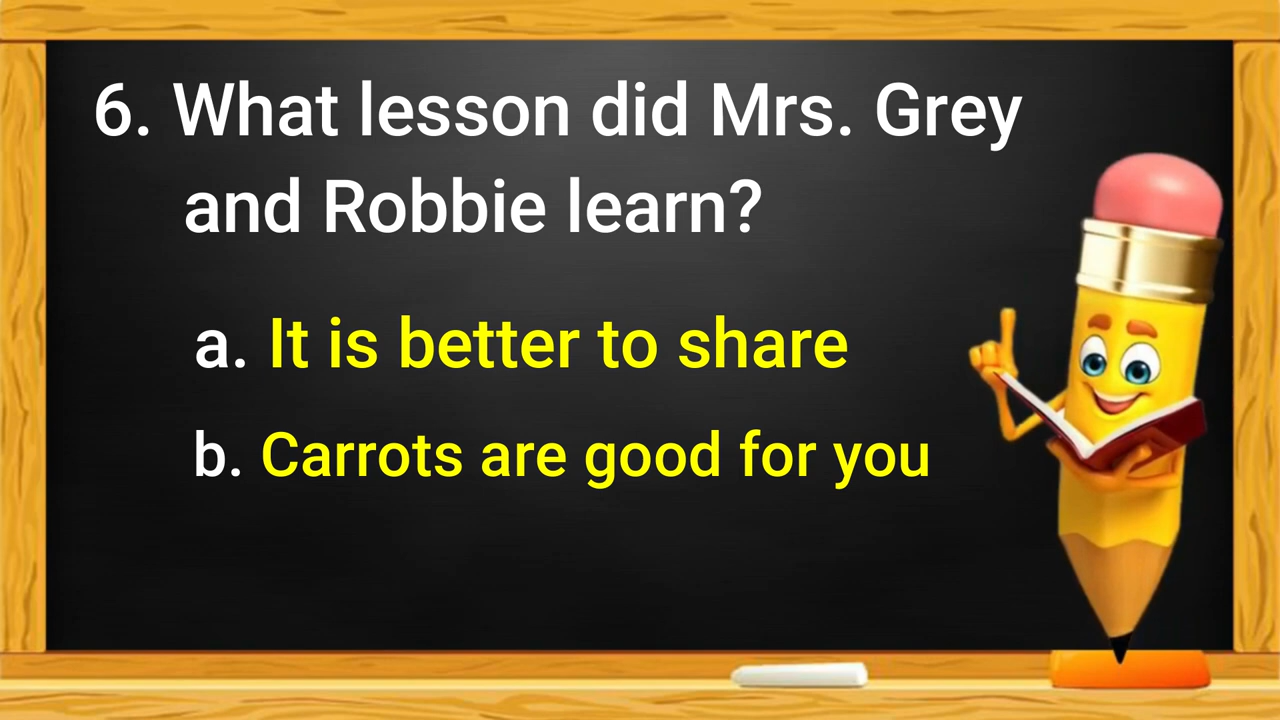 6. What lesson did Mrs. Grey
and Robbie learn?
a. It is better to share
b. Carrots are good for you